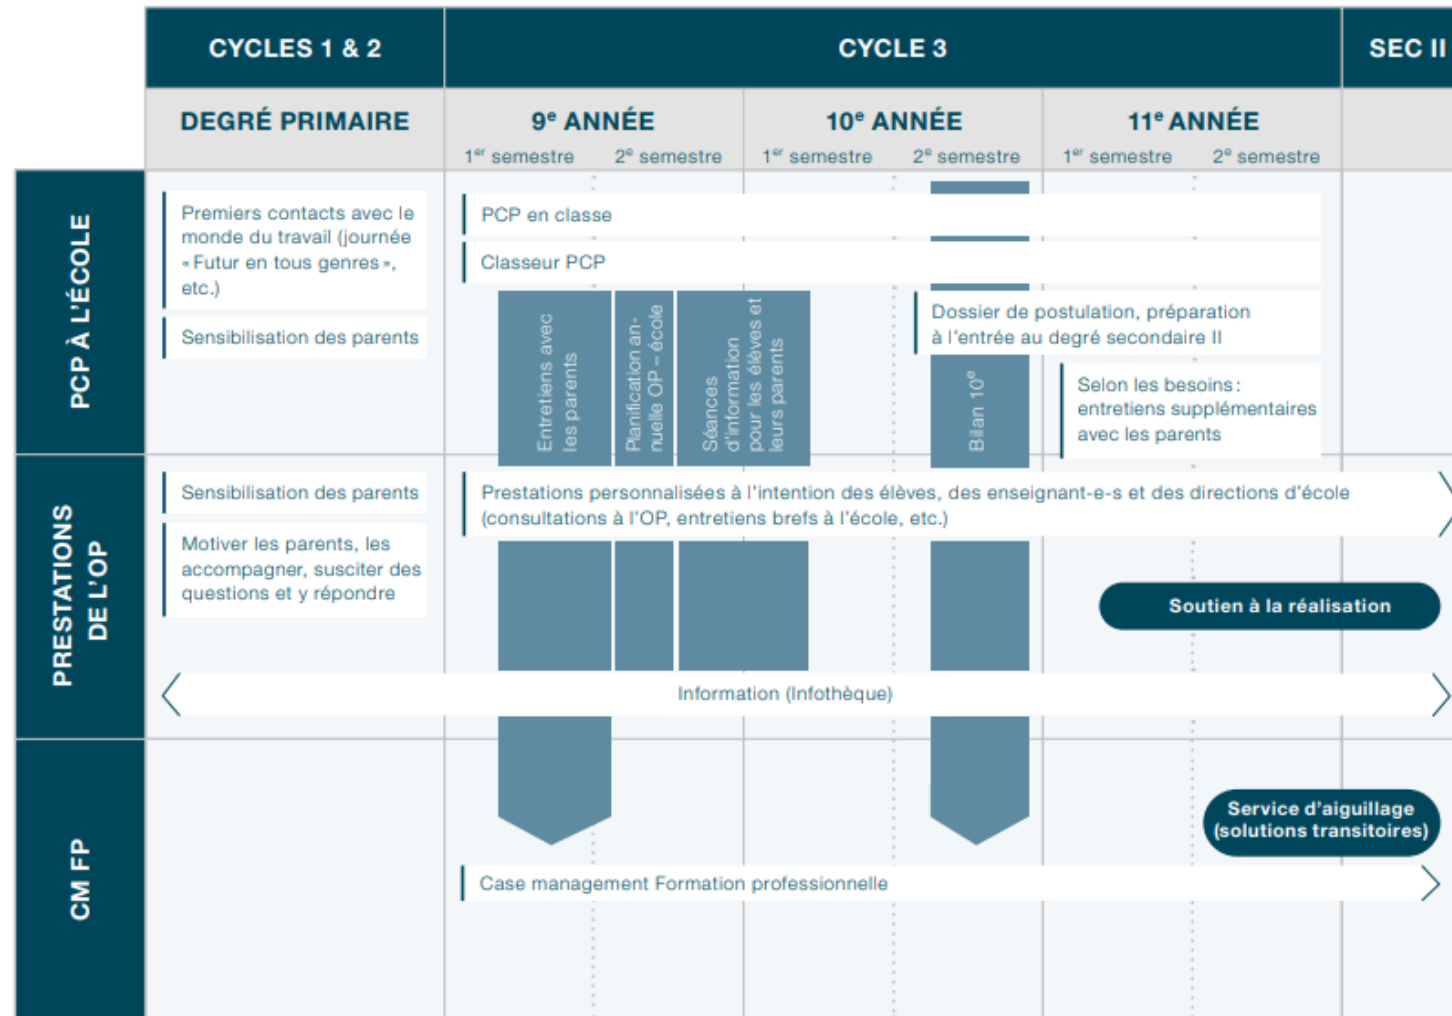 CYCLES 1 & 2
CYCLE 3
SEC II
DEGRÉ PRIMAIRE
9e ANNÉE
10e ANNÉE
11e ANNÉE
1er semestre
2e semestre
1er semestre
2e semestre
1er semestre
2e semestre
PCP À L'ÉCOLE
Premiers contacts avec le
monde du travail (journée
«Futur en tous genres»,
etc.)
Sensibilisation des parents
PCP en classe
Classeur PCP
Entretiens avec
les parents
Planification an-
nuelle OP – école
Séances
d'information
pour les élèves et
leurs parents
Dossier de postulation, préparation
à l'entrée au degré secondaire II
Bilan 10e
Selon les besoins:
entretiens supplémentaires
avec les parents
PRESTATIONS
DE L'OP
Sensibilisation des parents
Motiver les parents, les
accompagner, susciter des
questions et y répondre
Prestations personnalisées à l'intention des élèves, des enseignant-e-s et des directions d'école
(consultations à l'OP, entretiens brefs à l'école, etc.)
Soutien à la réalisation
Information (Infothèque)
CM FP
Service d'aiguillage
(solutions transitoires)
Case management Formation professionnelle